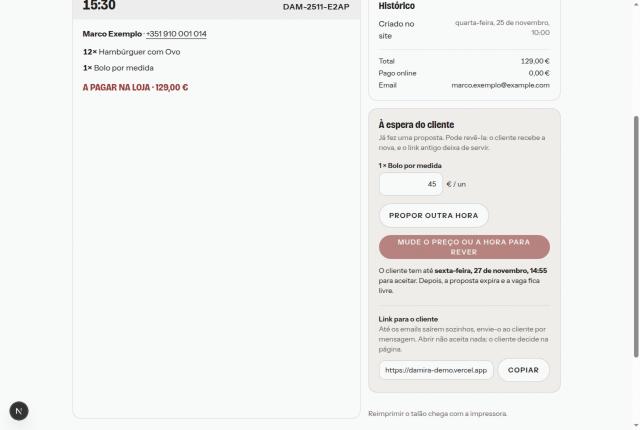 15:30
DAM-2511-E2AP
Marco Exemplo · +351 910 001 014
12× Hambúrguer com Ovo
1× Bolo por medida
A PAGAR NA LOJA · 129,00 €
Histórico
Criado no site
quarta-feira, 25 de novembro, 10:00
Total 129,00 €
Pago online 0,00 €
Email marco.exemplo@example.com
À espera do cliente
Já fez uma proposta. Pode revê-la: o cliente recebe a
nova, e o link antigo deixa de servir.
1 × Bolo por medida
45 € / un
PROPOR OUTRA HORA
MUDE O PREÇO OU A HORA PARA
REVER
O cliente tem até sexta-feira, 27 de novembro, 14:55
para aceitar. Depois, a proposta expira e a vaga fica
livre.
Link para o cliente
Até os emails saírem sozinhos, envie-o ao cliente por
mensagem. Abrir não aceita nada; o cliente decide na
página.
https://damira-demo.vercel.app
COPIAR
Reimprimir o talão chega com a impressora.
N